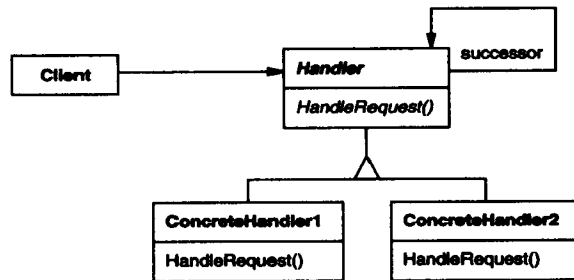 successor
Client
Handler
HandleRequest()
ConcreteHandler1
ConcreteHandler2
HandleRequest()
HandleRequest()